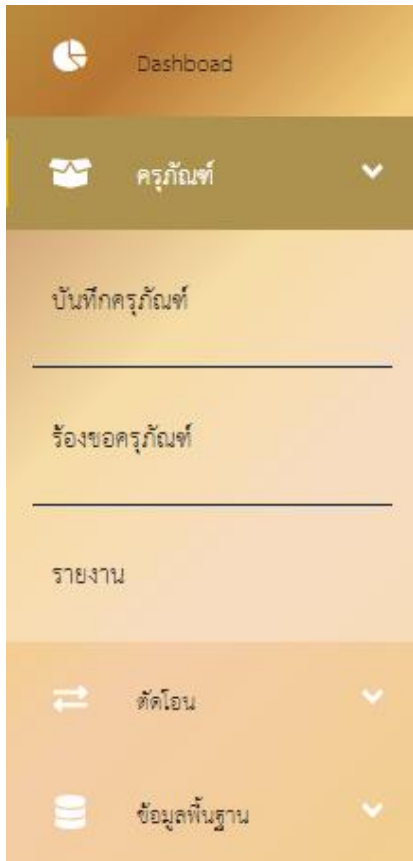 Dashboad
ครุภัณฑ์
บันทึกครุภัณฑ์
ร้องขอครุภัณฑ์
รายงาน
ตัดโอน
ข้อมูลพื้นฐาน